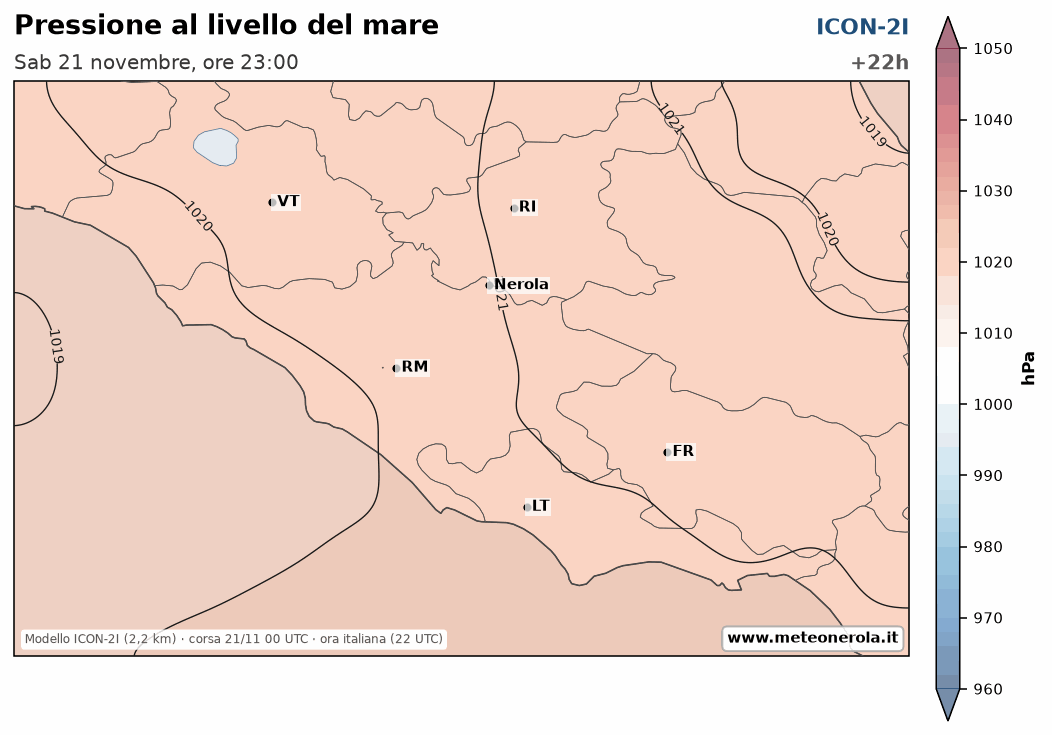 Pressione al livello del mare
ICON-2I
Sab 21 novembre, ore 23:00
+22h
1050
1040
1030
1020
1010
1000
990
980
970
960
hPa
1021
1019
VT
RI
1020
1020
Nerola
21
1019
RM
FR
LT
Modello ICON-2I (2,2 km) · corsa 21/11 00 UTC · ora italiana (22 UTC)
www.meteonerola.it